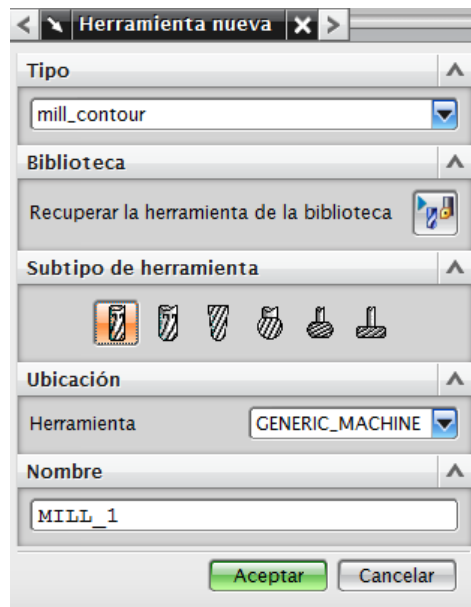 Herramienta nueva
Tipo
mill_contour
Biblioteca
Recuperar la herramienta de la biblioteca
Subtipo de herramienta
Ubicación
Herramienta GENERIC_MACHINE
Nombre
MILL_1
Aceptar Cancelar